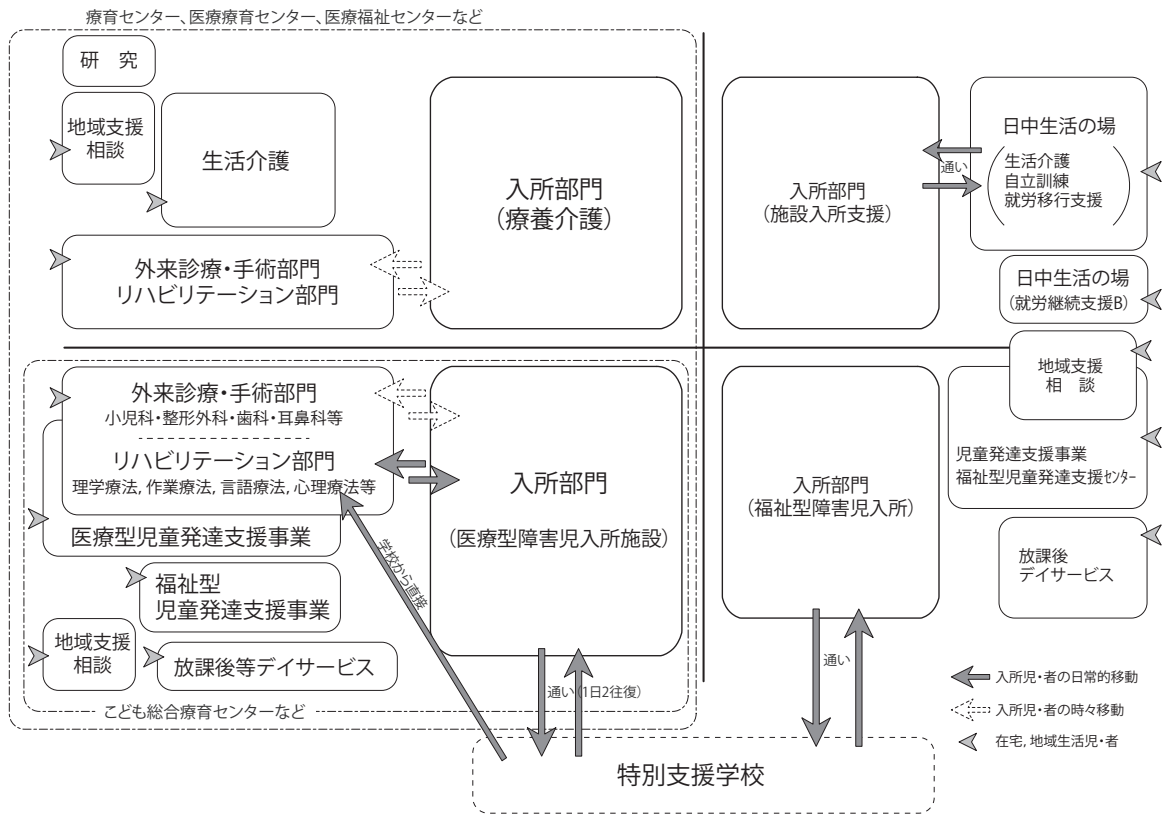 療育センター、医療療育センター、医療福祉センターなど
研　究
地域支援
相談
生活介護
外来診療・手術部門
リハビリテーション部門
入所部門
（療養介護）
入所部門
（施設入所支援）
通い
日中生活の場
生活介護
自立訓練
就労移行支援
日中生活の場
（就労継続支援B）
外来診療・手術部門
小児科・整形外科・歯科・耳鼻科等
リハビリテーション部門
理学療法, 作業療法, 言語療法, 心理療法等
医療型児童発達支援事業
福祉型
児童発達支援事業
地域支援
相談
放課後等デイサービス
こども総合療育センターなど
入所部門
（医療型障害児入所施設）
学校から直接
通い（1日2往復）
入所部門
（福祉型障害児入所）
通い
地域支援
相　談
児童発達支援事業
福祉型児童発達支援ｾﾝﾀｰ
放課後
デイサービス
入所児・者の日常的移動
入所児・者の時々移動
在宅, 地域生活児・者
特別支援学校